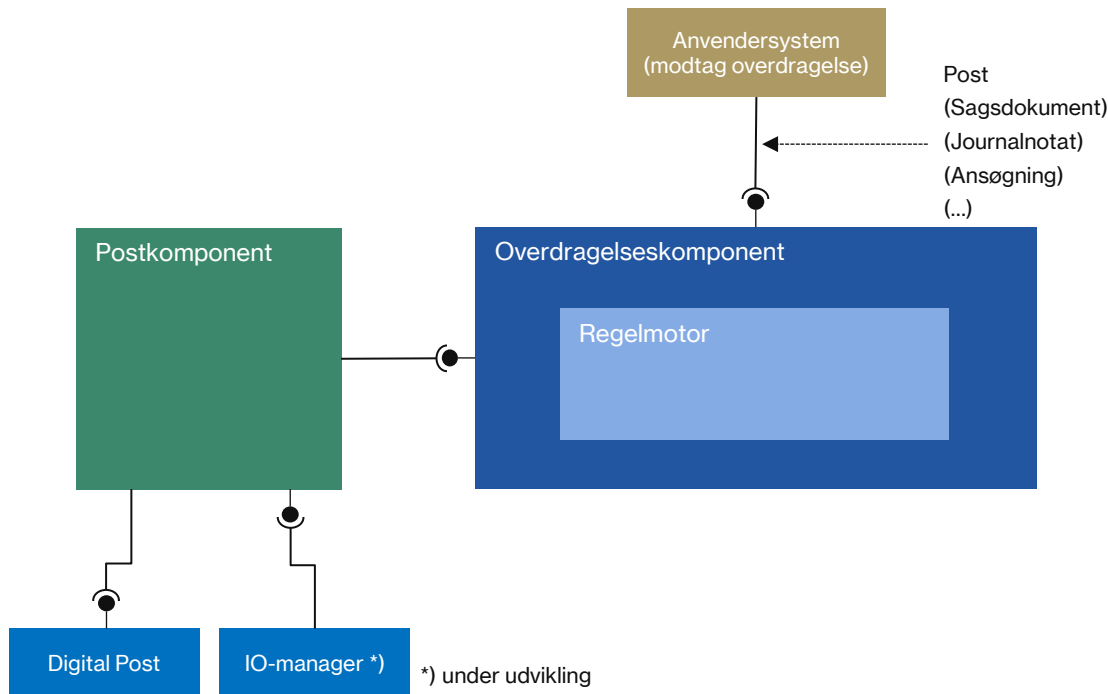 Anvendersystem
(modtag overdragelse)
Post
(Sagsdokument)
(Journalnotat)
(Ansøgning)
(...)
Postkomponent
Overdragelseskomponent
Regelmotor
Digital Post
IO-manager *)
*) under udvikling